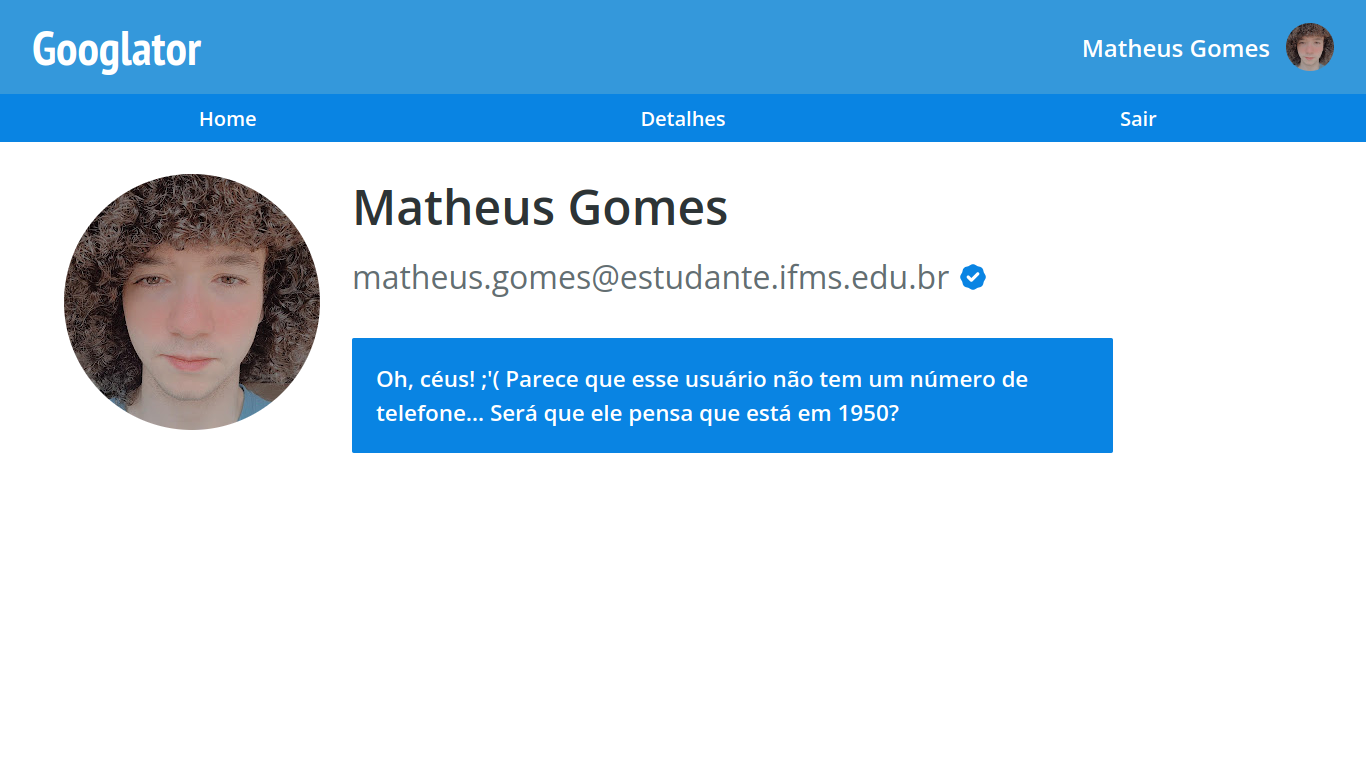 Googlator
Matheus Gomes
Home
Detalhes
Sair
Matheus Gomes
matheus.gomes@estudante.ifms.edu.br
Oh, céus! ;'( Parece que esse usuário não tem um número de
telefone... Será que ele pensa que está em 1950?